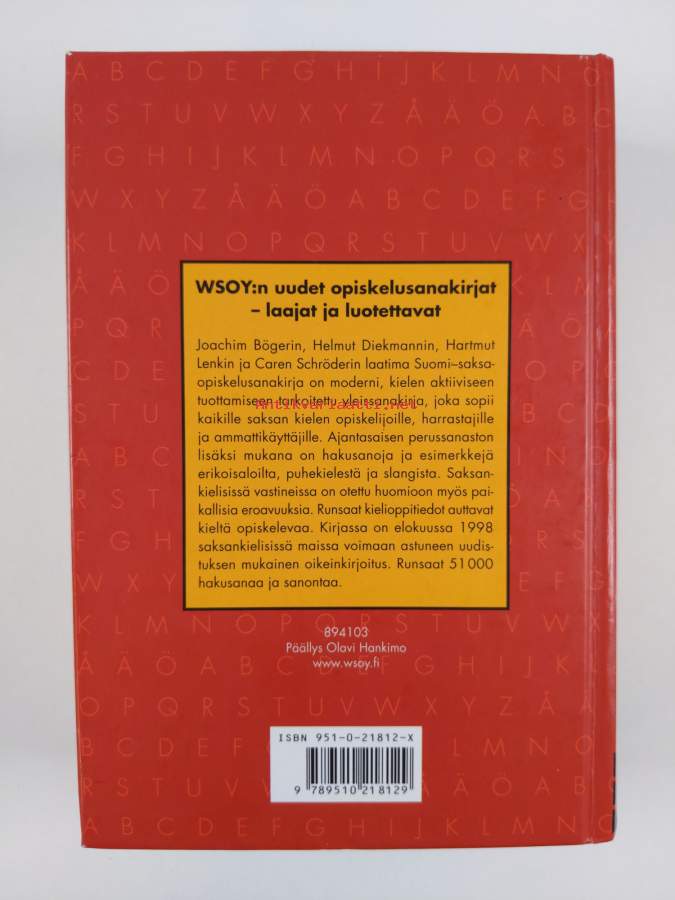 A B C D E F G H I J K L M N O
R S T U V W X Y Z Å Ä Ö A B C
F G H I J K L M N O P Q R S
W X Y Z Å Ä Ö A B C D E F G
K L M N O P Q R S T U V W X
WSOY:n uudet opiskelusanakirjat
– laajat ja luotettavat
Joachim Bögerin, Helmut Diekmannin, Hartmut
Lenkin ja Caren Schröderin laatima Suomi–saksa-
opiskelusanakirja on moderni, kielen aktiiviseen
tuottamiseen tarkoitettu yleissanakirja, joka sopii
Antikvariaatti.net
kaikille saksan kielen opiskelijoille, harrastajille
ja ammattikäyttäjille. Ajantasaisen perussanaston
lisäksi mukana on hakusanoja ja esimerkkejä
erikoisaloilta, puhekielestä ja slangista. Saksan-
kielisissä vastineissa on otettu huomioon myös pai-
kallisia eroavuuksia. Runsaat kielioppitiedot auttavat
kieltä opiskelevaa. Kirjassa on elokuussa 1998
saksankielisissä maissa voimaan astuneen uudis-
tuksen mukainen oikeinkirjoitus. Runsaat 51000
hakusanaa ja sanontaa.
894103
Päällys Olavi Hankimo
www.wsoy.fi
ISBN 951-0-21812-X
9 789510 218129
A B C D E F G H I J K L M N